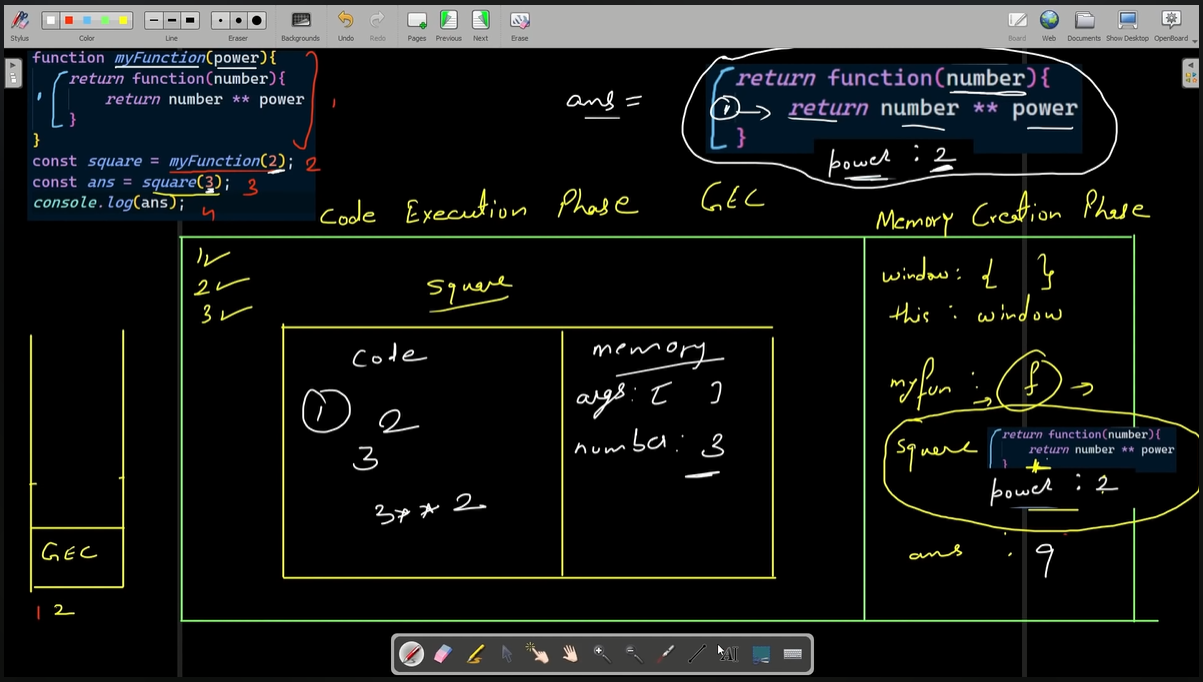 Stylus
Color
Line
Eraser
Backgrounds
Undo
Redo
Pages
Previous
Next
Erase
Board
Web
Documents
Show Desktop
OpenBoard
function myFunction(power){
return function(number){
return number ** power
}
}
const square = myFunction(2); 2
const ans = square(3); 3
console.log(ans);
4
1
ans =
return function(number){
1 → return number ** power
}
power : 2
Code Execution Phase GEC
Memory Creation Phase
1 ✓
2 ✓
3 ✓
square
code
memory
1
2
3
3** 2
args: [ ]
number: 3
window: { }
this : window
myfun : f →
square
return function(number){
return number ** power
}
power : 2
ans : 9
GEC
1 2
AI